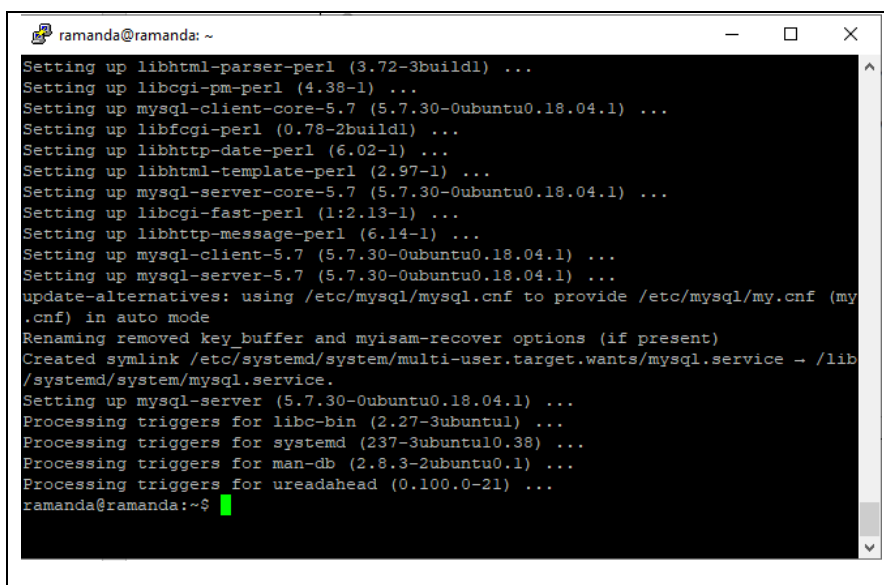 ramanda@ramanda: ~
Setting up libhtml-parser-perl (3.72-3build1) ...
Setting up libcgi-pm-perl (4.38-1) ...
Setting up mysql-client-core-5.7 (5.7.30-0ubuntu0.18.04.1) ...
Setting up libfcgi-perl (0.78-2build1) ...
Setting up libhttp-date-perl (6.02-1) ...
Setting up libhtml-template-perl (2.97-1) ...
Setting up mysql-server-core-5.7 (5.7.30-0ubuntu0.18.04.1) ...
Setting up libcgi-fast-perl (1:2.13-1) ...
Setting up libhttp-message-perl (6.14-1) ...
Setting up mysql-client-5.7 (5.7.30-0ubuntu0.18.04.1) ...
Setting up mysql-server-5.7 (5.7.30-0ubuntu0.18.04.1) ...
update-alternatives: using /etc/mysql/mysql.cnf to provide /etc/mysql/my.cnf (my
.cnf) in auto mode
Renaming removed key_buffer and myisam-recover options (if present)
Created symlink /etc/systemd/system/multi-user.target.wants/mysql.service → /lib
/systemd/system/mysql.service.
Setting up mysql-server (5.7.30-0ubuntu0.18.04.1) ...
Processing triggers for libc-bin (2.27-3ubuntu1) ...
Processing triggers for systemd (237-3ubuntu10.38) ...
Processing triggers for man-db (2.8.3-2ubuntu0.1) ...
Processing triggers for ureadahead (0.100.0-21) ...
ramanda@ramanda:~$